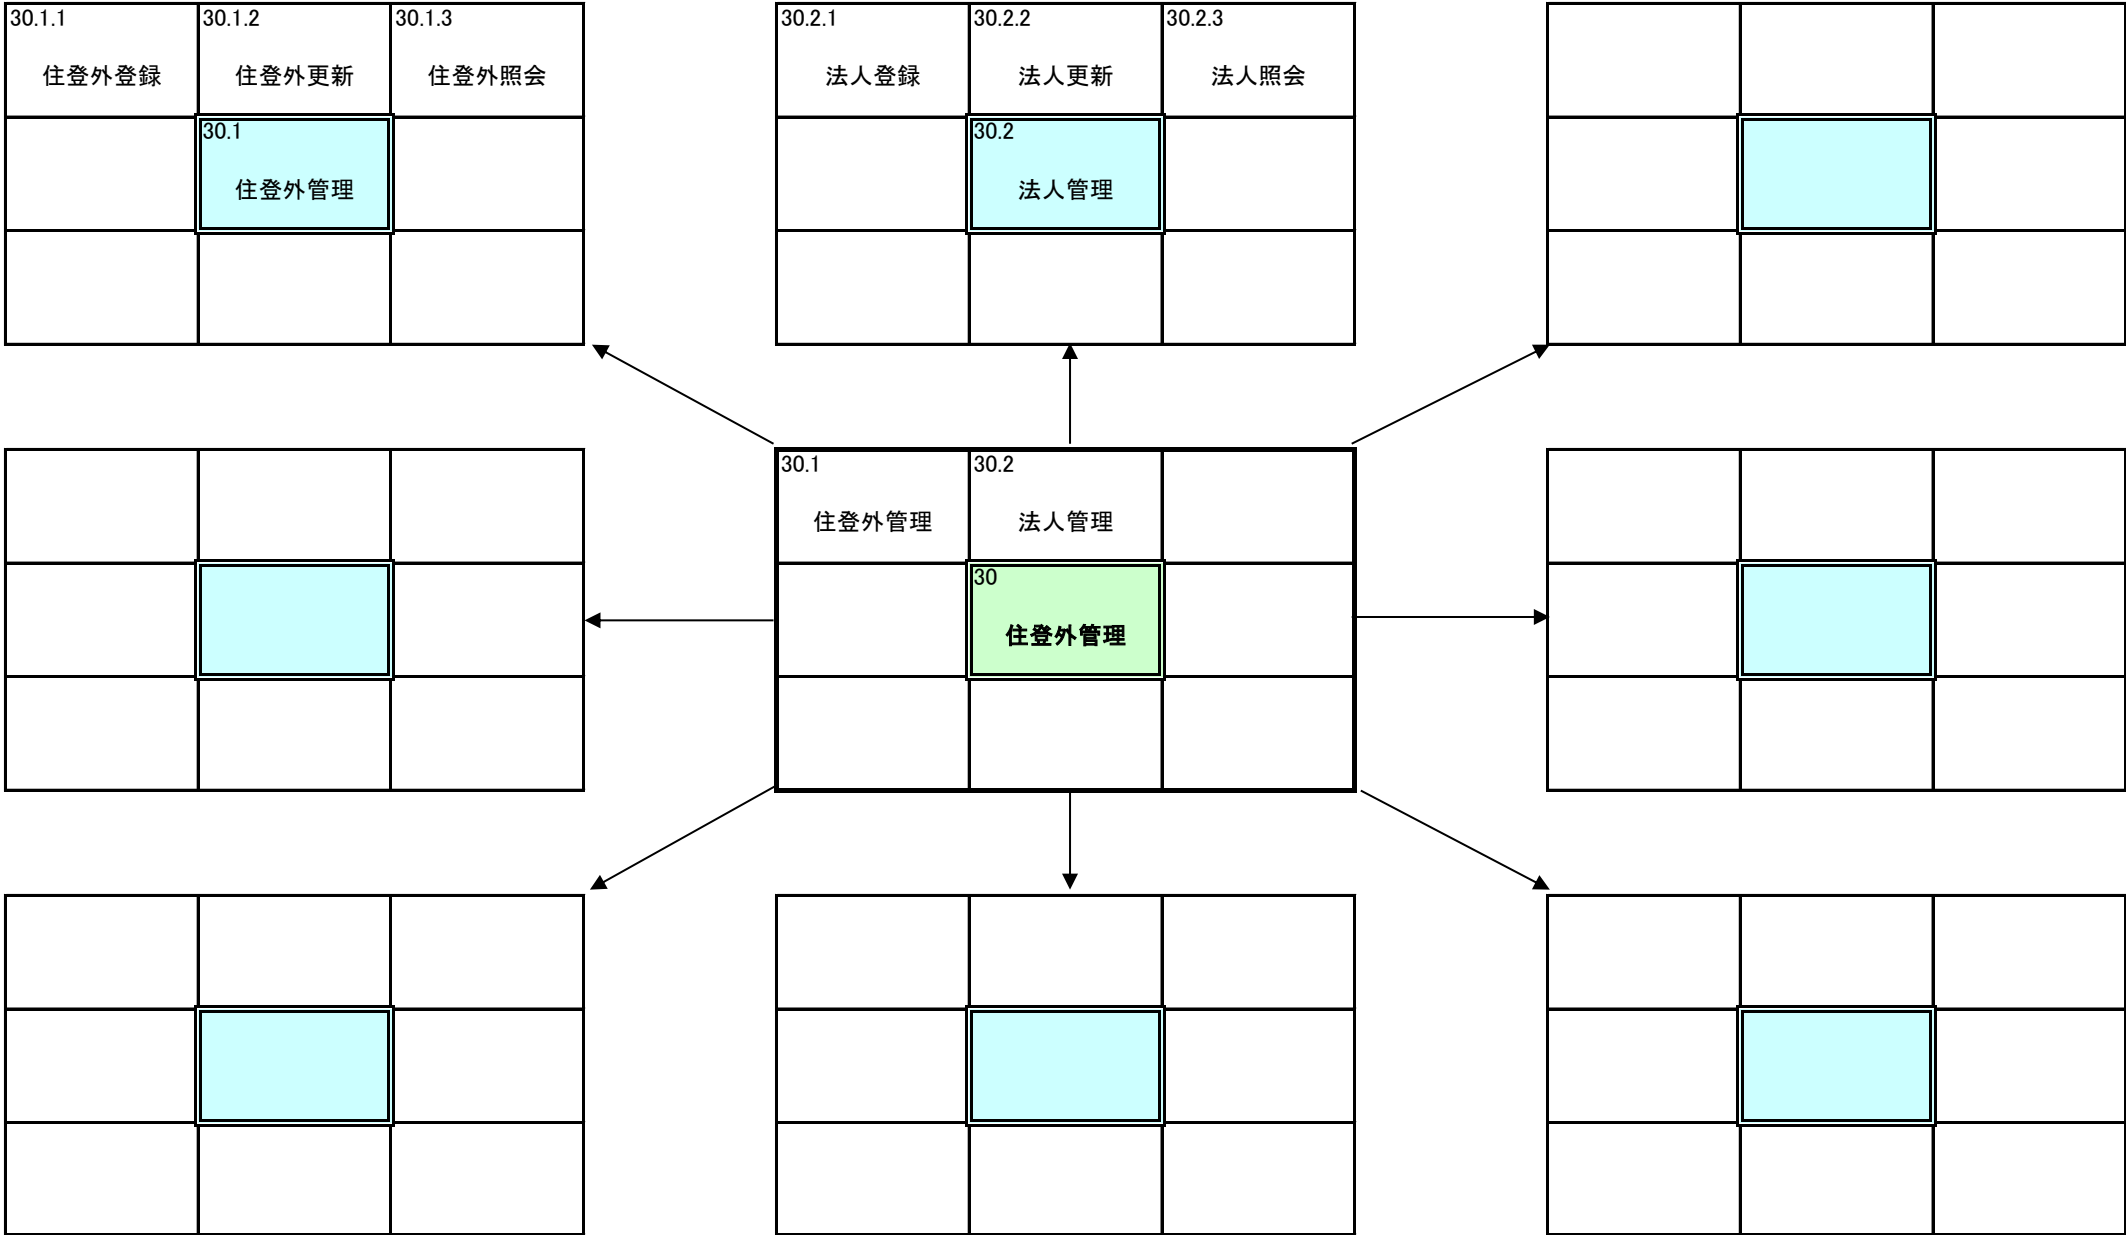 30.1.1
30.1.2
30.1.3
住登外登録
住登外更新
住登外照会
30.1
住登外管理
30.2.1
30.2.2
30.2.3
法人登録
法人更新
法人照会
30.2
法人管理
30.1
30.2
住登外管理
法人管理
30
住登外管理